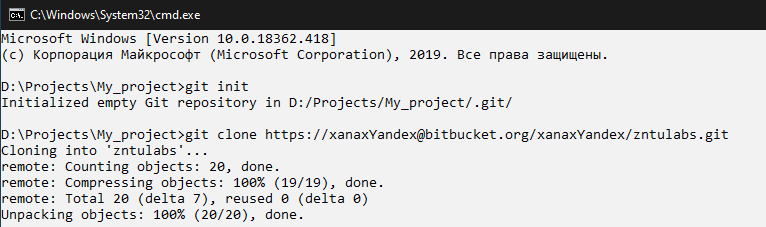 C:\Windows\System32\cmd.exe
Microsoft Windows [Version 10.0.18362.418]
(c) Корпорация Майкрософт (Microsoft Corporation), 2019. Все права защищены.
D:\Projects\My_project>git init
Initialized empty Git repository in D:/Projects/My_project/.git/
D:\Projects\My_project>git clone https://xanaxYandex@bitbucket.org/xanaxYandex/zntulabs.git
Cloning into 'zntulabs'...
remote: Counting objects: 20, done.
remote: Compressing objects: 100% (19/19), done.
remote: Total 20 (delta 7), reused 0 (delta 0)
Unpacking objects: 100% (20/20), done.